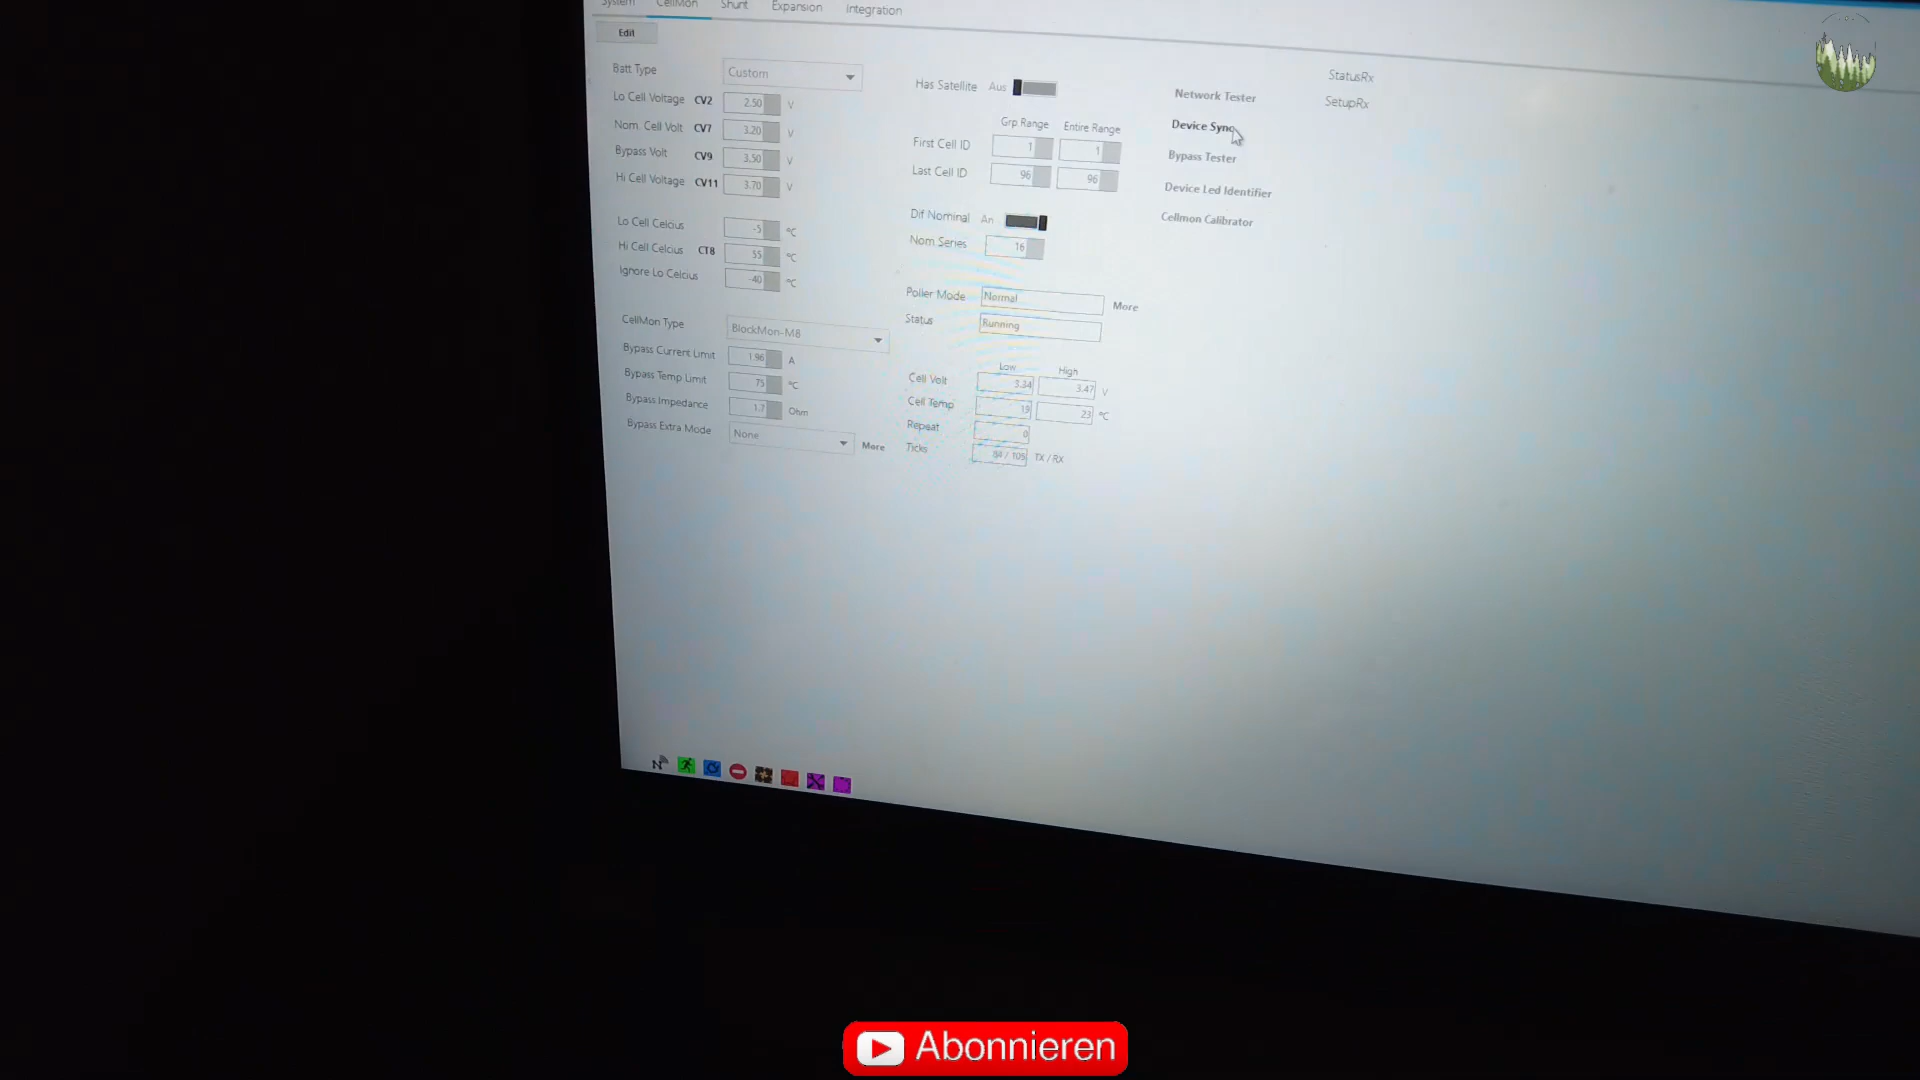 System CellMon Shunt Expansion Integration
Edit
Batt Type Custom
Lo Cell Voltage CV2 2.50 V
Nom. Cell Volt CV7 3.20 V
Bypass Volt CV9 3.50 V
Hi Cell Voltage CV11 3.70 V
Lo Cell Celcius -5 °C
Hi Cell Celcius CT8 55 °C
Ignore Lo Celcius -40 °C
CellMon Type BlockMon-M8
Bypass Current Limit 1.96 A
Bypass Temp Limit 75 °C
Bypass Impedance 1.7 Ohm
Bypass Extra Mode None More
Has Satellite Aus
Grp Range Entire Range
First Cell ID 1 1
Last Cell ID 96 96
Dif Nominal An
Nom Series 16
Poller Mode Normal More
Status Running
Low High
Cell Volt 3.34 3.47 V
Cell Temp 19 23 °C
Repeat 0
Ticks 84 / 105 TX / RX
Network Tester
Device Sync
Bypass Tester
Device Led Identifier
Cellmon Calibrator
StatusRx
SetupRx
N
Abonnieren